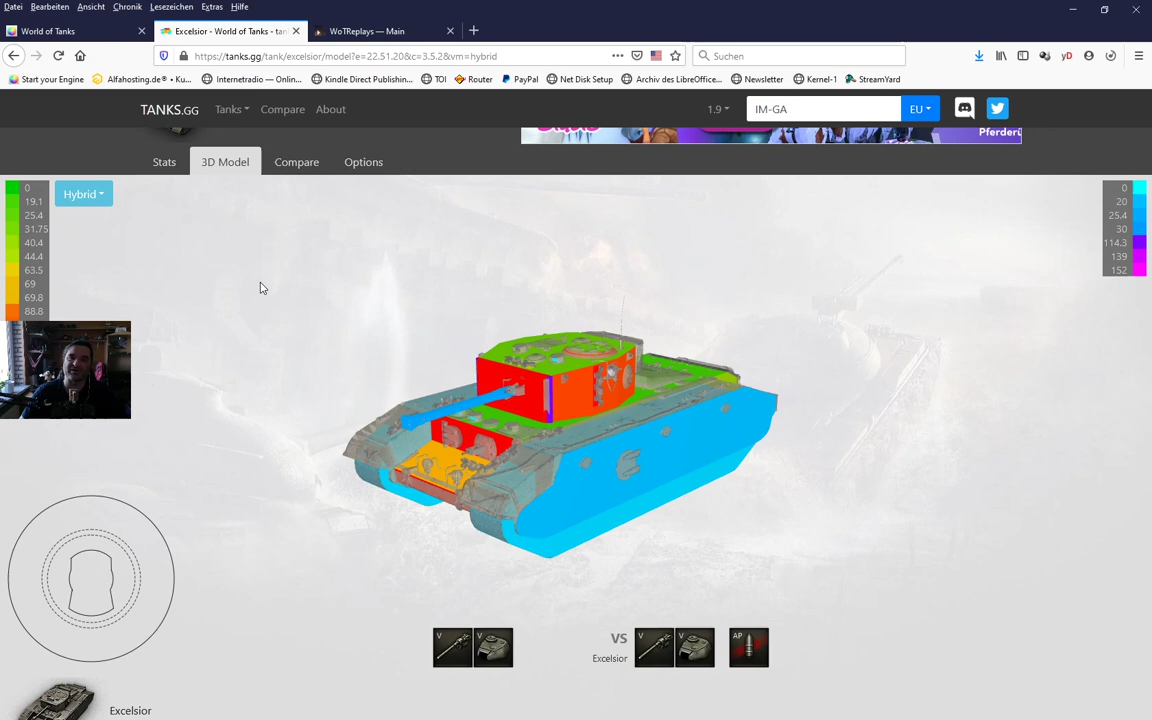 Datei Bearbeiten Ansicht Chronik Lesezeichen Extras Hilfe
World of Tanks
Excelsior - World of Tanks - tan
WoTReplays — Main
https://tanks.gg/tank/excelsior/model?e=22.51.20&c=3.5.2&vm=hybrid
Suchen
yD
Start your Engine
Alfahosting.de® • Ku...
Internetradio — Onlin...
Kindle Direct Publishin...
TOI
Router
PayPal
Net Disk Setup
Archiv des LibreOffice...
Newsletter
Kernel-1
StreamYard
TANKS.GG
Tanks
Compare
About
1.9
IM-GA
EU
Pferderü
Stats
3D Model
Compare
Options
Hybrid
0
19.1
25.4
31.75
40.4
44.4
63.5
69
69.8
88.8
0
20
25.4
30
114.3
139
152
V
V
VS
Excelsior
V
V
AP
Excelsior